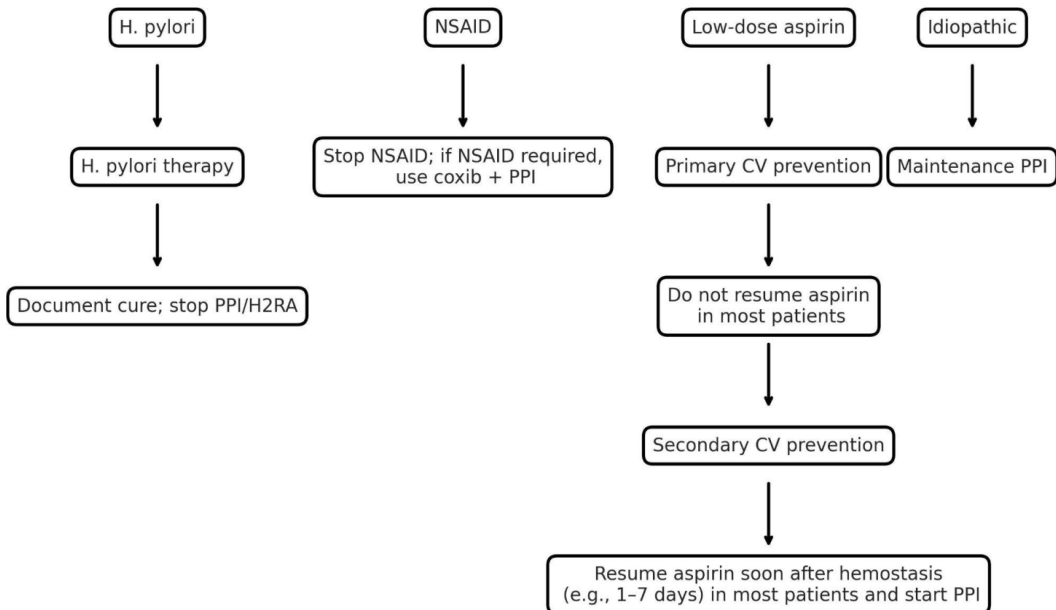 H. pylori
NSAID
Low-dose aspirin
Idiopathic
H. pylori therapy
Stop NSAID; if NSAID required,
use coxib + PPI
Primary CV prevention
Maintenance PPI
Document cure; stop PPI/H2RA
Do not resume aspirin
in most patients
Secondary CV prevention
Resume aspirin soon after hemostasis
(e.g., 1–7 days) in most patients and start PPI